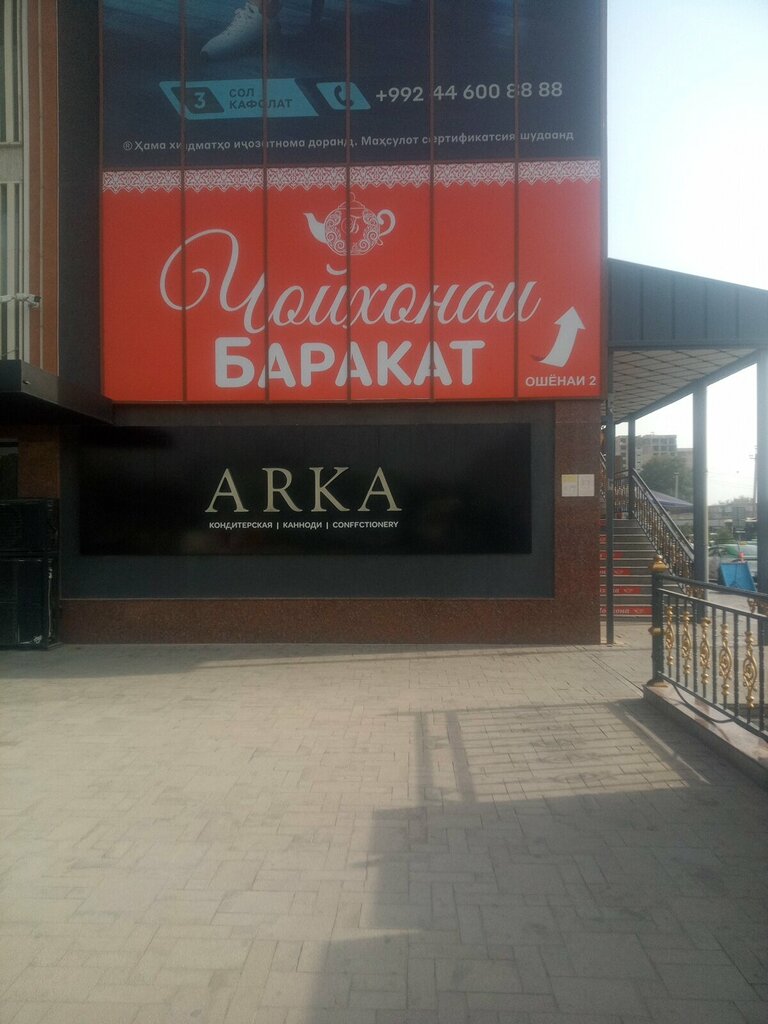 3 СОЛ
КАФОЛАТ
+992 44 600 88 88
® Ҳама хизматҳо иҷозатнома доранд. Маҳсулот сертификатсия шудаанд
Чойхонаи
БАРАКАТ
ОШЁНАИ 2
ARKA
КОНДИТЕРСКАЯ | КАННОДИ | CONFFCTIONERY